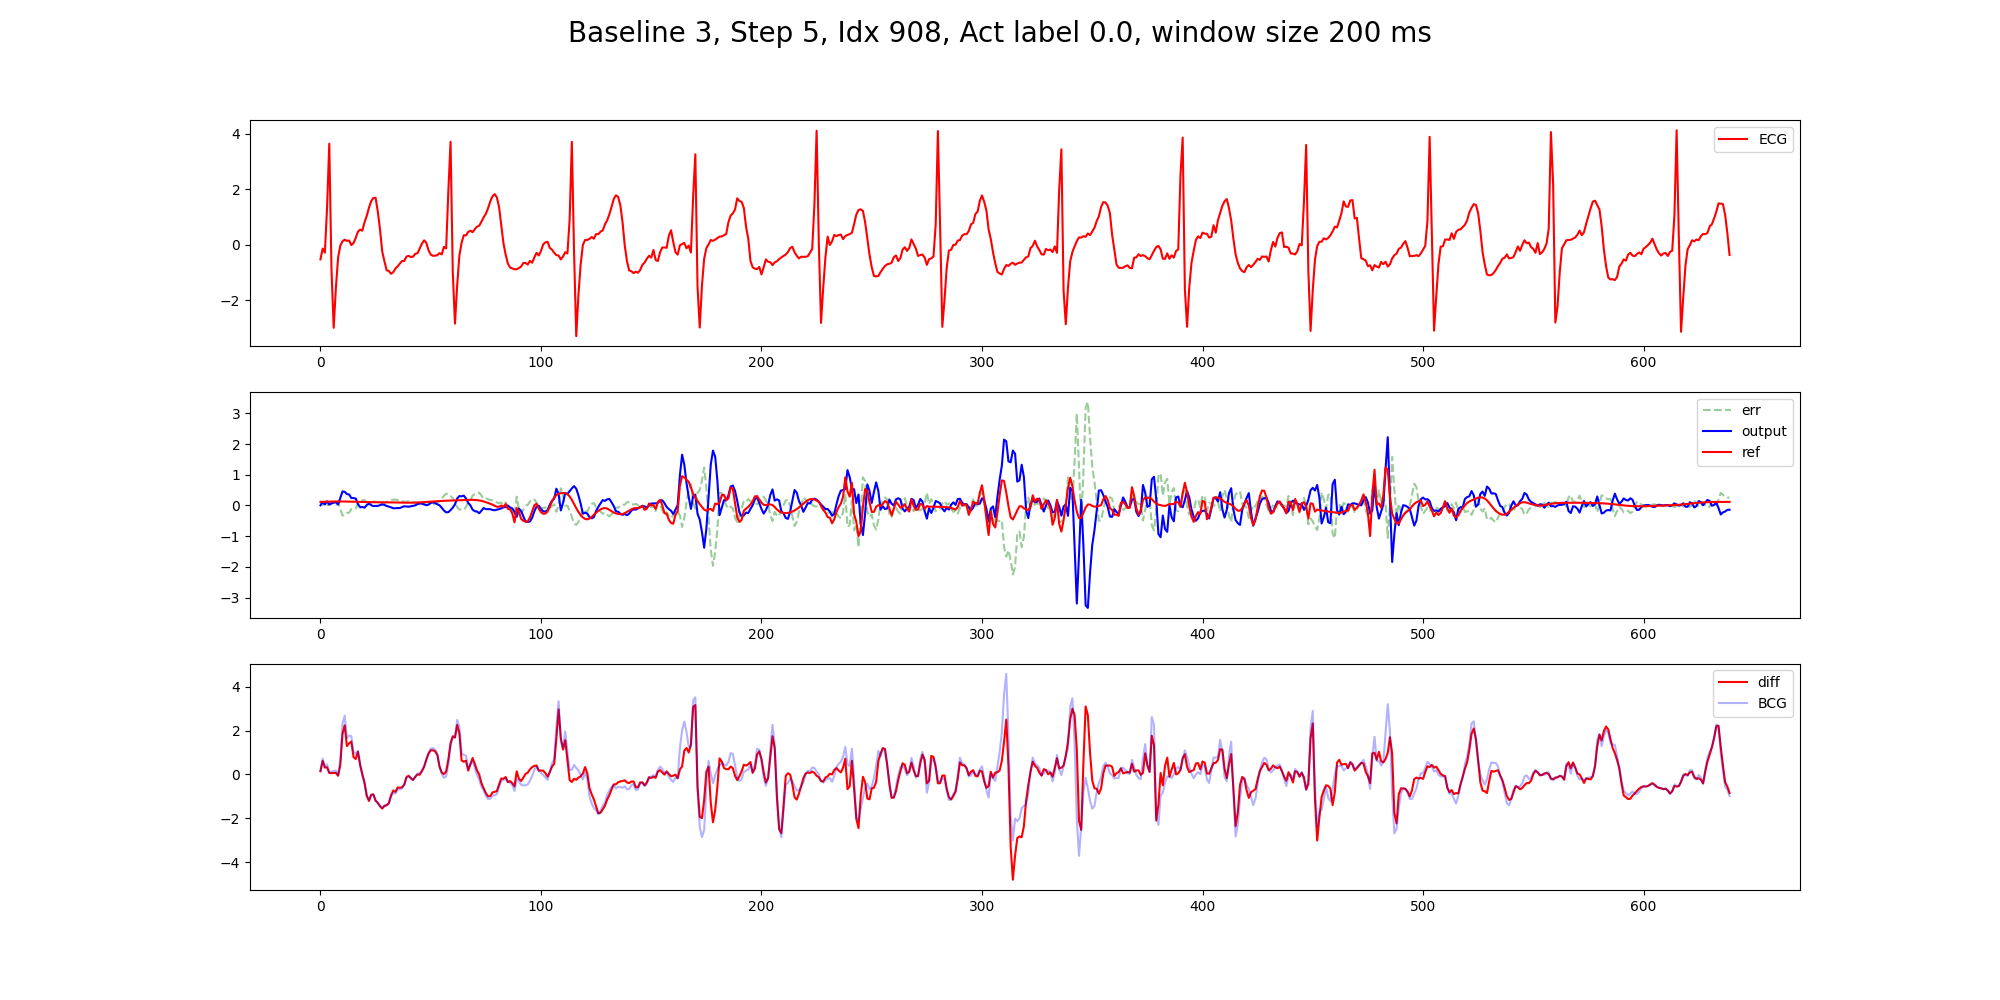 Baseline 3, Step 5, Idx 908, Act label 0.0, window size 200 ms
4
2
0
−2
ECG
0 100 200 300 400 500 600
3
2
1
0
−1
−2
−3
err
output
ref
0 100 200 300 400 500 600
4
2
0
−2
−4
diff
BCG
0 100 200 300 400 500 600